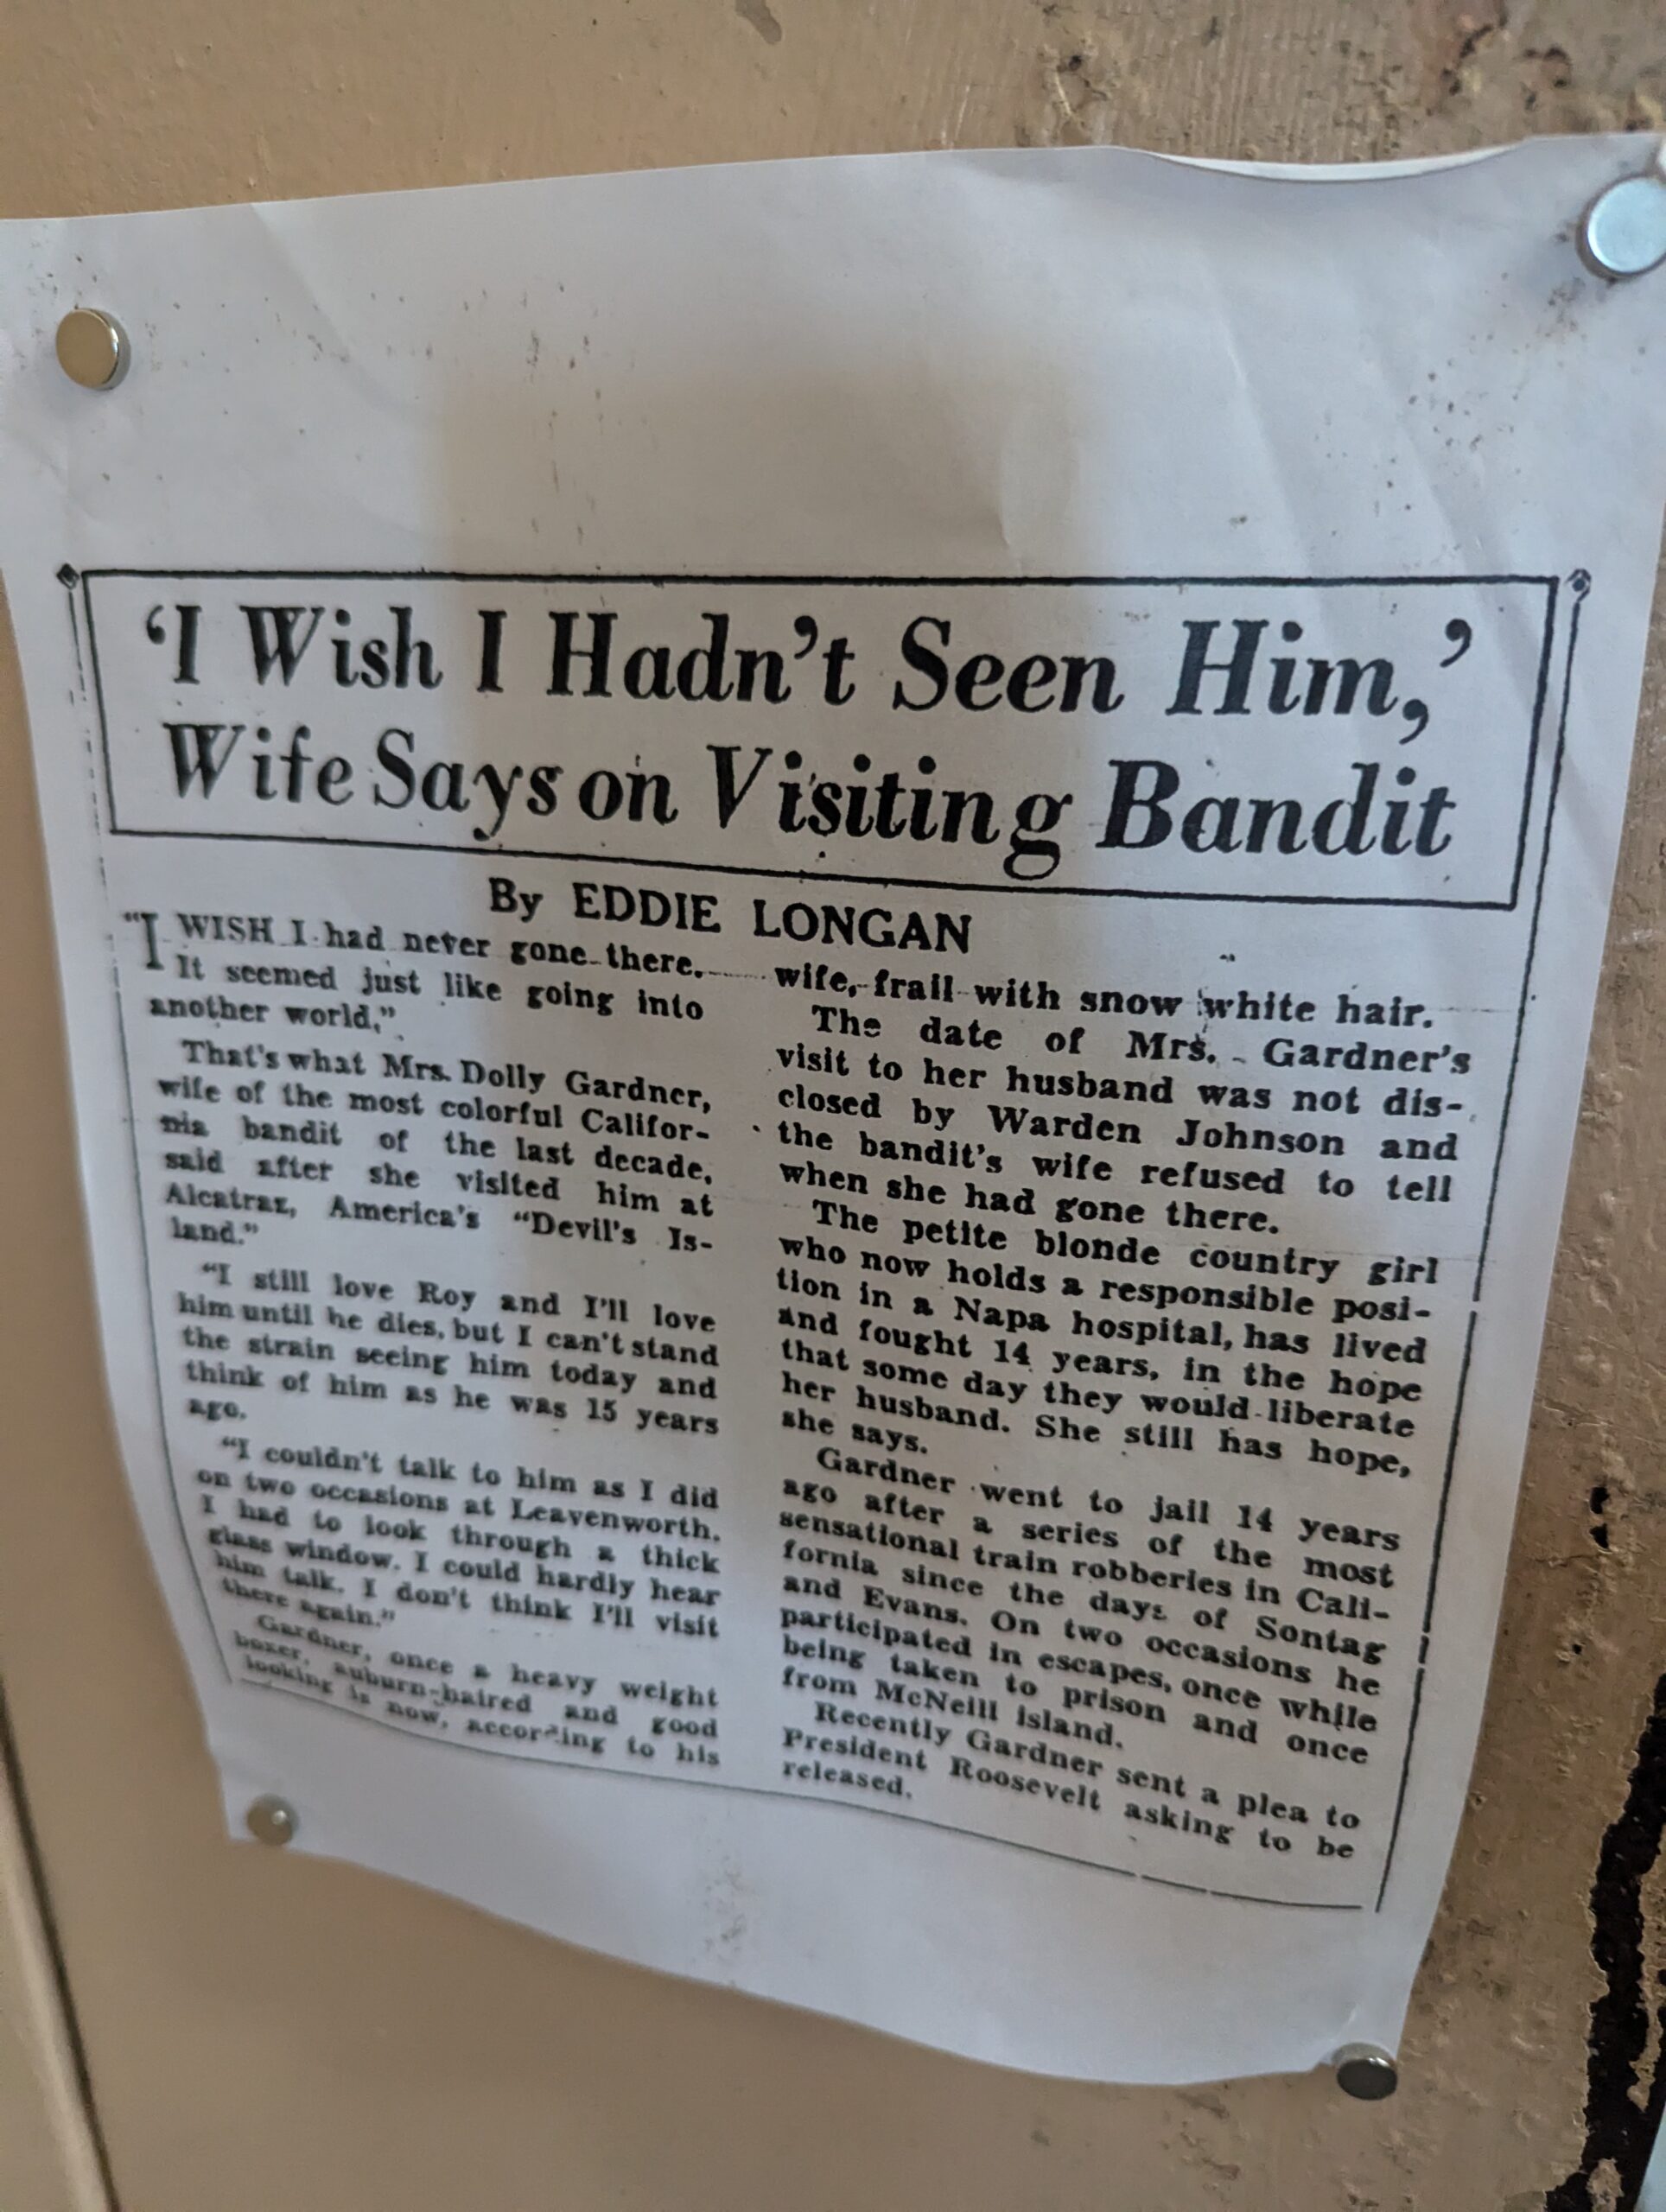 ‘I Wish I Hadn’t Seen Him,’
Wife Says on Visiting Bandit
By EDDIE LONGAN
"I WISH I had never gone there.
It seemed just like going into
another world,"
That's what Mrs. Dolly Gardner,
wife of the most colorful Califor-
nia bandit of the last decade,
said after she visited him at
Alcatraz, America's "Devil's Is-
land."
"I still love Roy and I'll love
him until he dies, but I can't stand
the strain seeing him today and
think of him as he was 15 years
ago.
"I couldn't talk to him as I did
on two occasions at Leavenworth.
I had to look through a thick
glass window. I could hardly hear
him talk. I don't think I'll visit
there again."
Gardner, once a heavy weight
boxer, auburn-haired and good
looking is now, according to his
wife, frail with snow white hair.
The date of Mrs. Gardner's
visit to her husband was not dis-
closed by Warden Johnson and
the bandit's wife refused to tell
when she had gone there.
The petite blonde country girl
who now holds a responsible posi-
tion in a Napa hospital, has lived
and fought 14 years, in the hope
that some day they would liberate
her husband. She still has hope,
she says.
Gardner went to jail 14 years
ago after a series of the most
sensational train robberies in Cali-
fornia since the days of Sontag
and Evans. On two occasions he
participated in escapes, once while
being taken to prison and once
from McNeill island.
Recently Gardner sent a plea to
President Roosevelt asking to be
released.